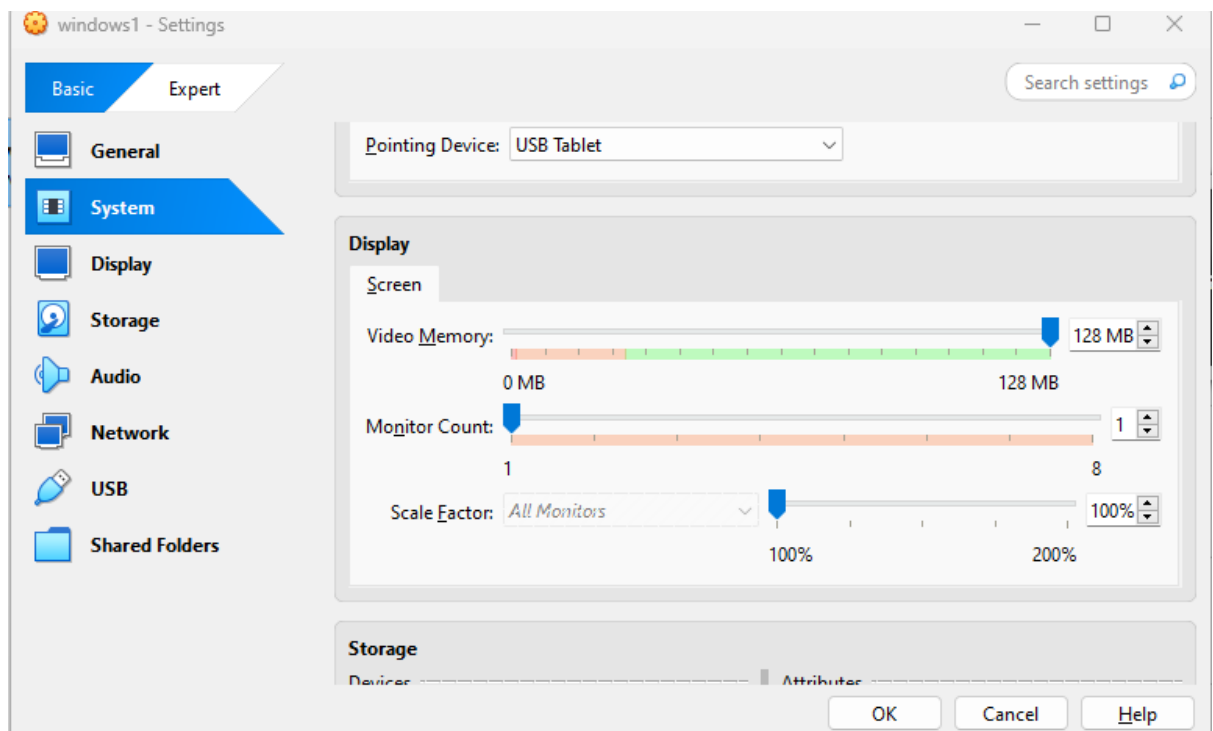 windows1 - Settings
Basic
Expert
Search settings
General
System
Display
Storage
Audio
Network
USB
Shared Folders
Pointing Device: USB Tablet
Display
Screen
Video Memory: 128 MB
0 MB 128 MB
Monitor Count: 1
1 8
Scale Factor: All Monitors 100%
100% 200%
Storage
Devices Attributes
OK Cancel Help